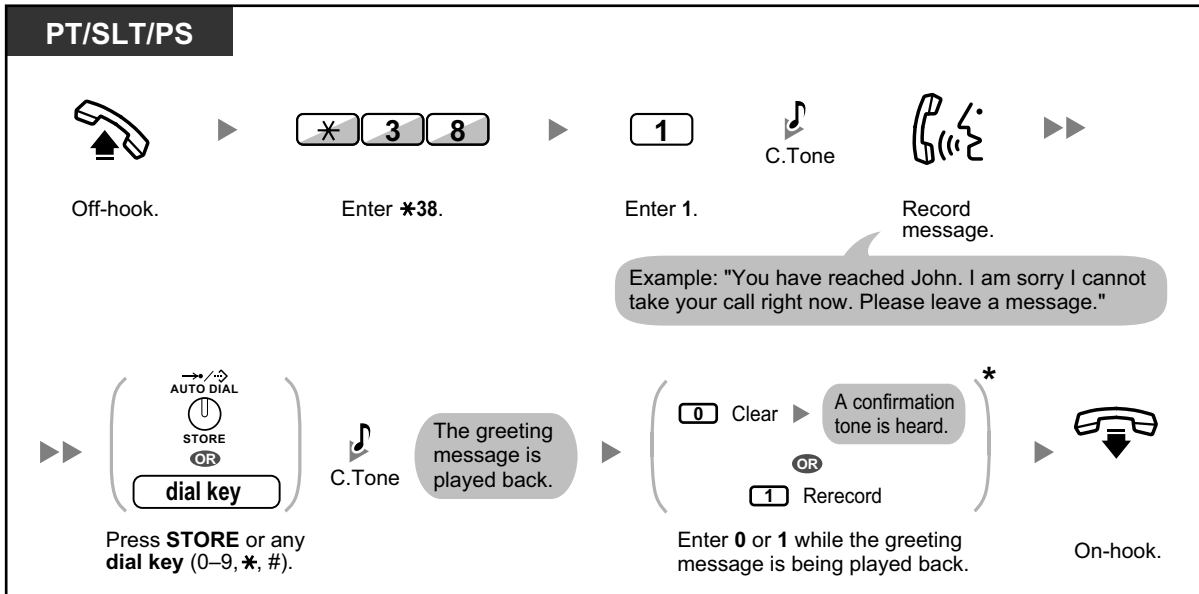 PT/SLT/PS
✱ 3 8
1
C.Tone
Off-hook.
Enter ✱38.
Enter 1.
Record
message.
Example: "You have reached John. I am sorry I cannot
take your call right now. Please leave a message."
AUTO DIAL
STORE
OR
dial key
Press STORE or any
dial key (0–9, ✱, #).
C.Tone
The greeting
message is
played back.
0 Clear
A confirmation
tone is heard.
OR
1 Rerecord
*
Enter 0 or 1 while the greeting
message is being played back.
On-hook.